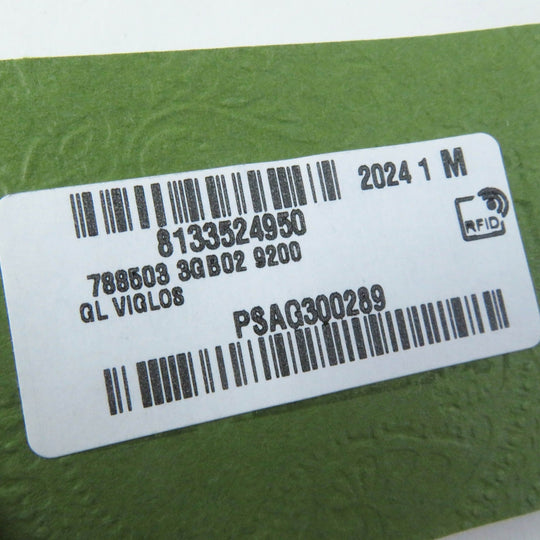 2024 1 M
8133524950
RFID
788503 3GB02 9200
GL VIGLOS
PSAG300289